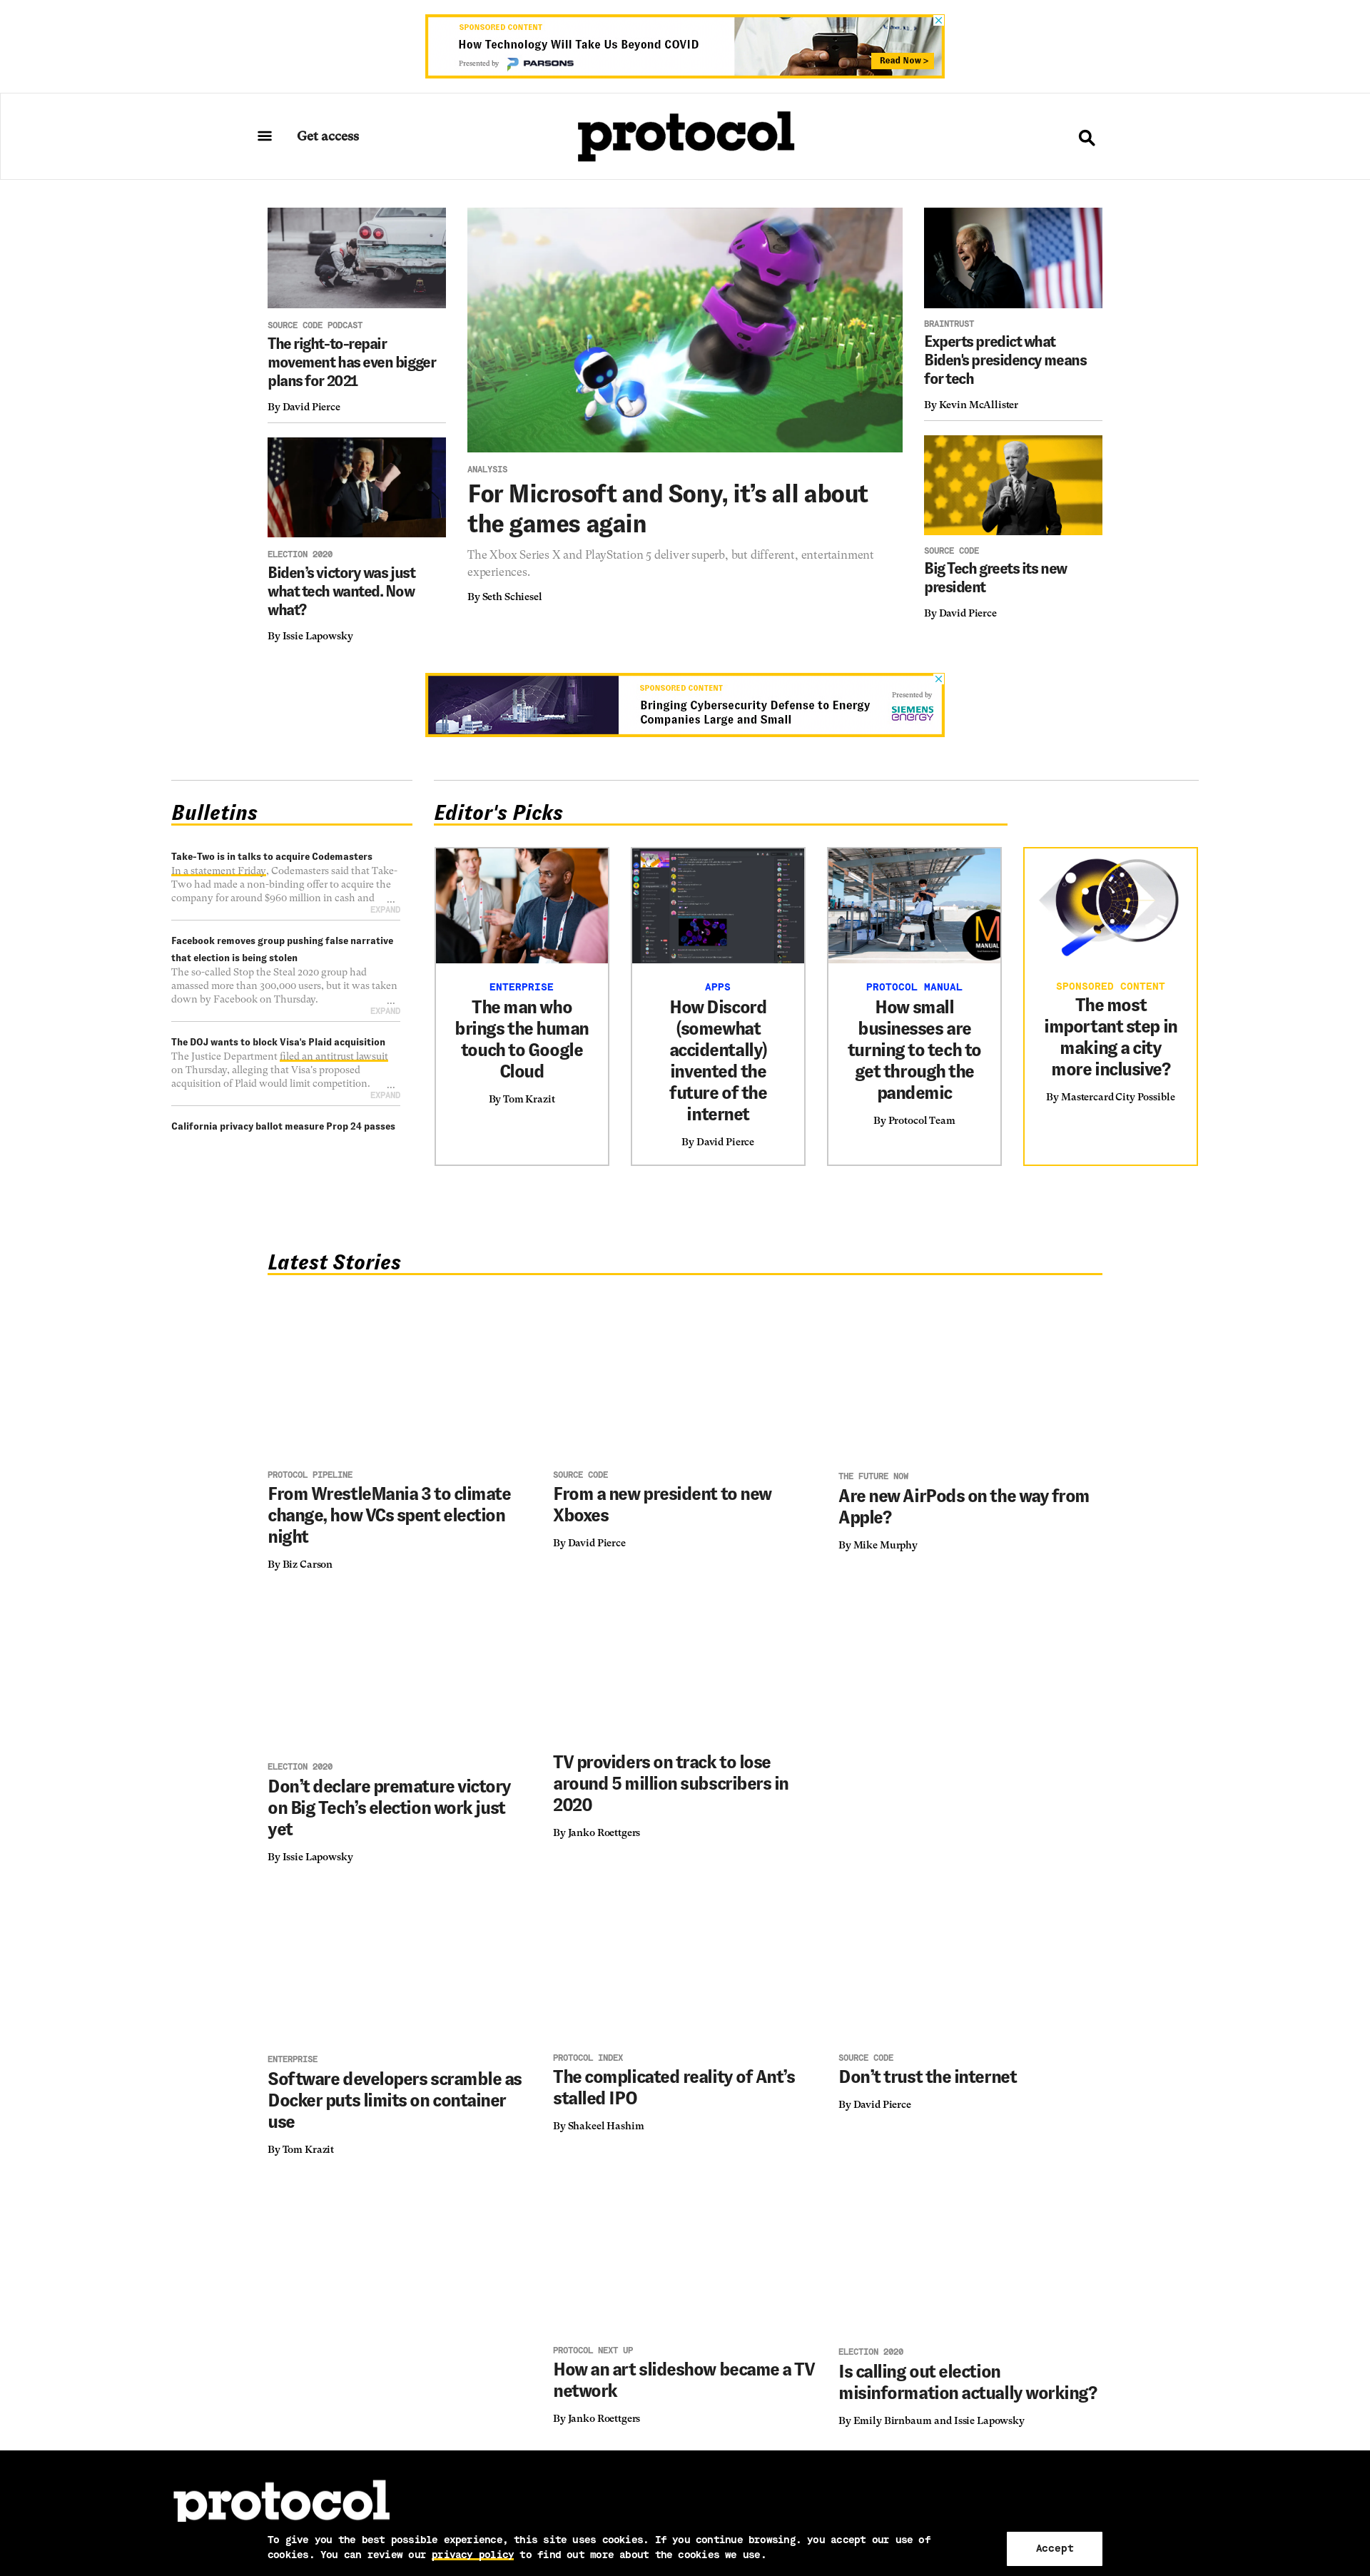 SPONSORED CONTENT
How Technology Will Take Us Beyond COVID
Presented by PARSONS
Read Now >
Get access
protocol
SOURCE CODE PODCAST
The right-to-repair
movement has even bigger
plans for 2021
By David Pierce
ELECTION 2020
Biden’s victory was just
what tech wanted. Now
what?
By Issie Lapowsky
ANALYSIS
For Microsoft and Sony, it’s all about
the games again
The Xbox Series X and PlayStation 5 deliver superb, but different, entertainment
experiences.
By Seth Schiesel
BRAINTRUST
Experts predict what
Biden's presidency means
for tech
By Kevin McAllister
SOURCE CODE
Big Tech greets its new
president
By David Pierce
SPONSORED CONTENT
Bringing Cybersecurity Defense to Energy
Companies Large and Small
Presented by
SIEMENS
energy
Bulletins
Take-Two is in talks to acquire Codemasters
In a statement Friday, Codemasters said that Take-
Two had made a non-binding offer to acquire the
company for around $960 million in cash and ...
EXPAND
Facebook removes group pushing false narrative
that election is being stolen
The so-called Stop the Steal 2020 group had
amassed more than 300,000 users, but it was taken
down by Facebook on Thursday. ...
EXPAND
The DOJ wants to block Visa's Plaid acquisition
The Justice Department filed an antitrust lawsuit
on Thursday, alleging that Visa's proposed
acquisition of Plaid would limit competition. ...
EXPAND
California privacy ballot measure Prop 24 passes
Editor's Picks
ENTERPRISE
The man who
brings the human
touch to Google
Cloud
By Tom Krazit
APPS
How Discord
(somewhat
accidentally)
invented the
future of the
internet
By David Pierce
M
MANUAL
PROTOCOL MANUAL
How small
businesses are
turning to tech to
get through the
pandemic
By Protocol Team
SPONSORED CONTENT
The most
important step in
making a city
more inclusive?
By Mastercard City Possible
Latest Stories
PROTOCOL PIPELINE
From WrestleMania 3 to climate
change, how VCs spent election
night
By Biz Carson
SOURCE CODE
From a new president to new
Xboxes
By David Pierce
THE FUTURE NOW
Are new AirPods on the way from
Apple?
By Mike Murphy
ELECTION 2020
Don’t declare premature victory
on Big Tech’s election work just
yet
By Issie Lapowsky
TV providers on track to lose
around 5 million subscribers in
2020
By Janko Roettgers
ENTERPRISE
Software developers scramble as
Docker puts limits on container
use
By Tom Krazit
PROTOCOL INDEX
The complicated reality of Ant’s
stalled IPO
By Shakeel Hashim
SOURCE CODE
Don’t trust the internet
By David Pierce
PROTOCOL NEXT UP
How an art slideshow became a TV
network
By Janko Roettgers
ELECTION 2020
Is calling out election
misinformation actually working?
By Emily Birnbaum and Issie Lapowsky
protocol
To give you the best possible experience, this site uses cookies. If you continue browsing. you accept our use of
cookies. You can review our privacy policy to find out more about the cookies we use.
Accept